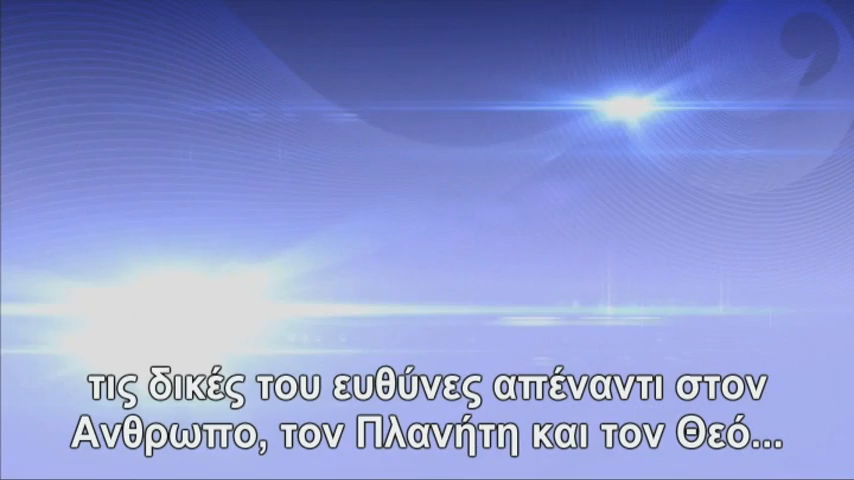 τις δικές του ευθύνες απέναντι στον
Ανθρωπο, τον Πλανήτη και τον Θεό...